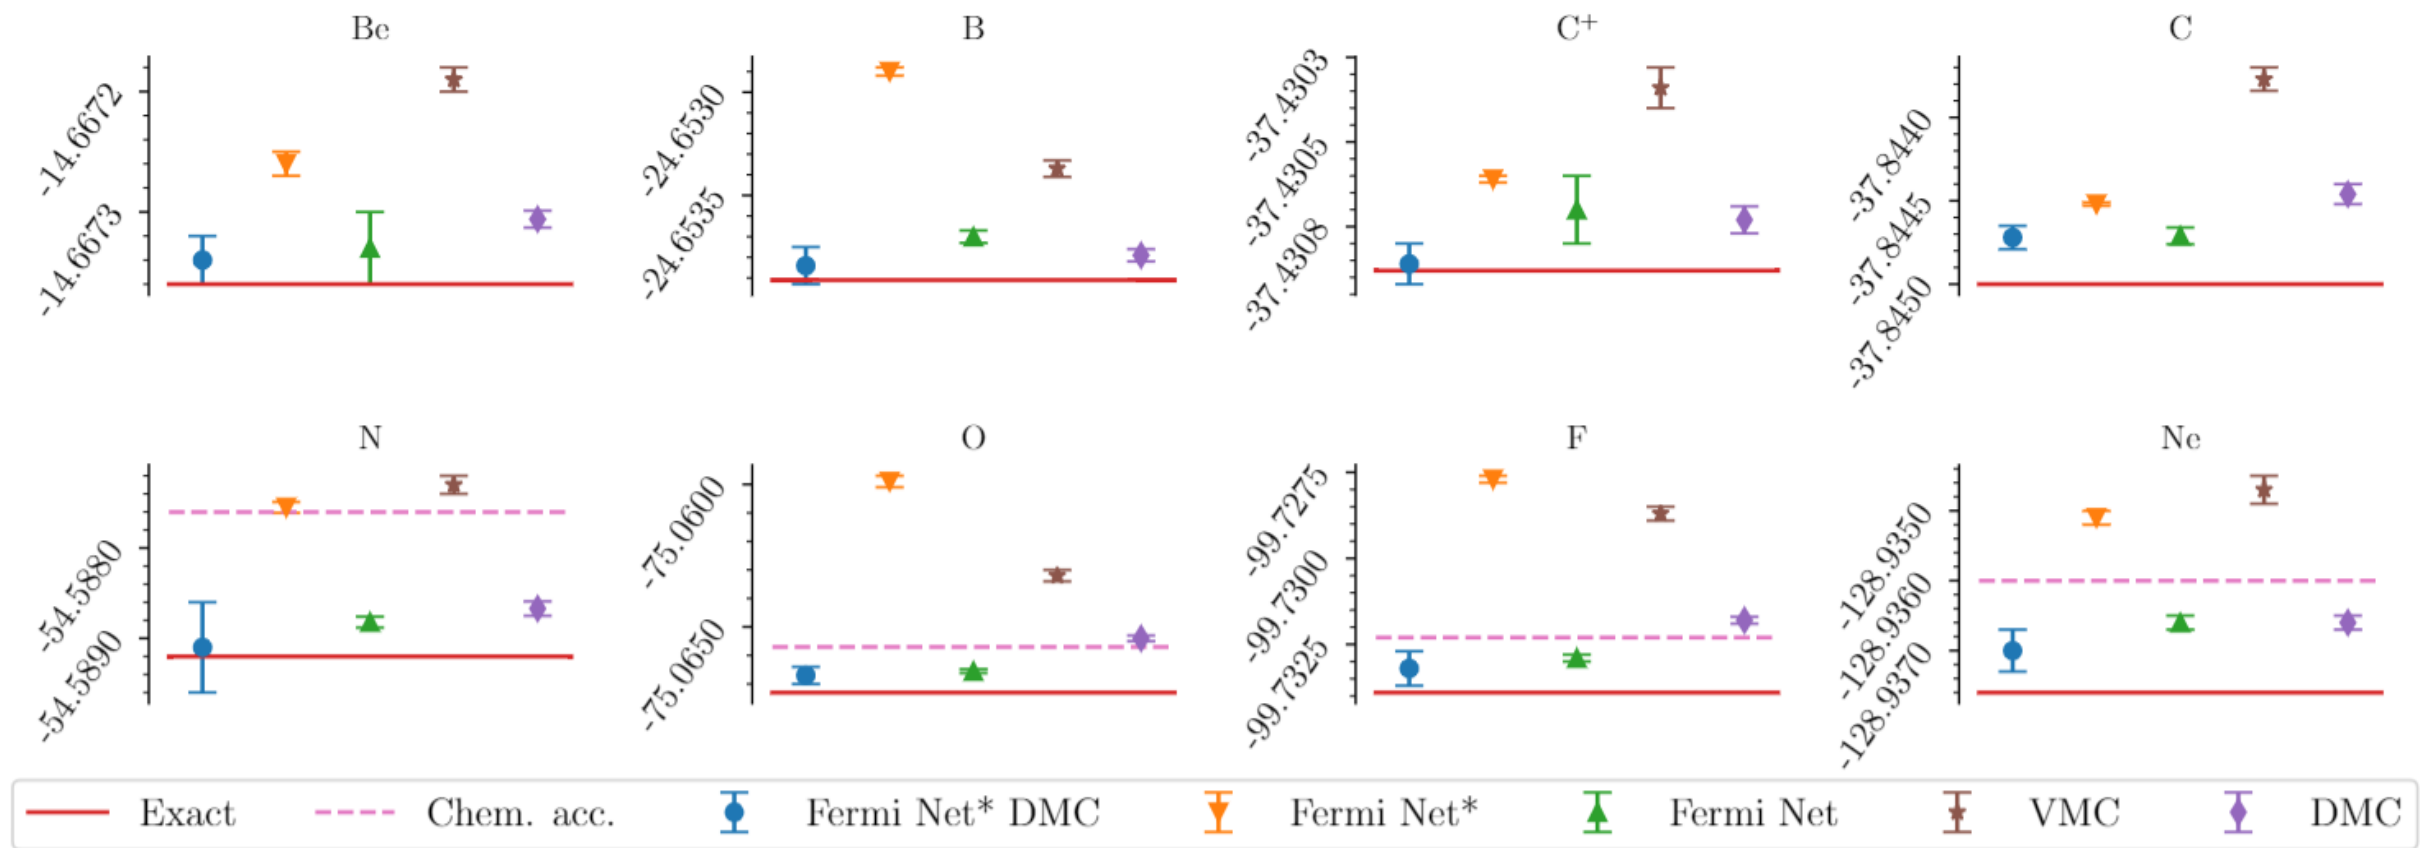 Be
B
C+
C
-14.6672
-14.6673
-24.6530
-24.6535
-37.4303
-37.4305
-37.4308
-37.8440
-37.8445
-37.8450
N
O
F
Ne
-54.5880
-54.5890
-75.0600
-75.0650
-99.7275
-99.7300
-99.7325
-128.9350
-128.9360
-128.9370
Exact Chem. acc. Fermi Net* DMC Fermi Net* Fermi Net VMC DMC